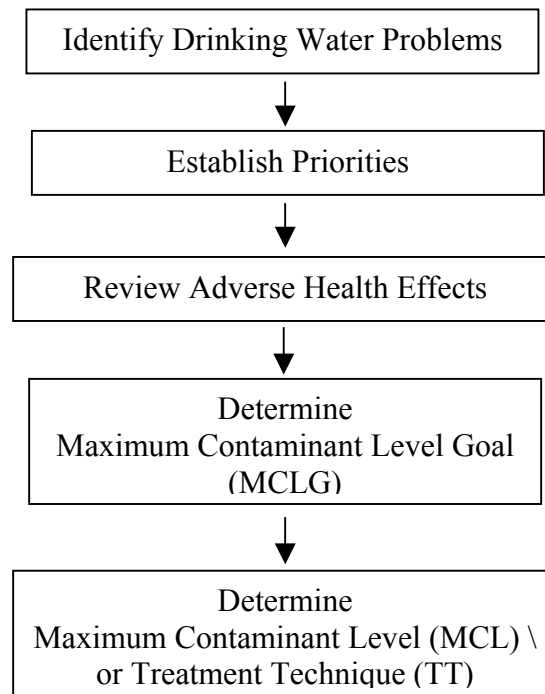 Identify Drinking Water Problems
Establish Priorities
Review Adverse Health Effects
Determine
Maximum Contaminant Level Goal
(MCLG)
Determine
Maximum Contaminant Level (MCL) \
or Treatment Technique (TT)